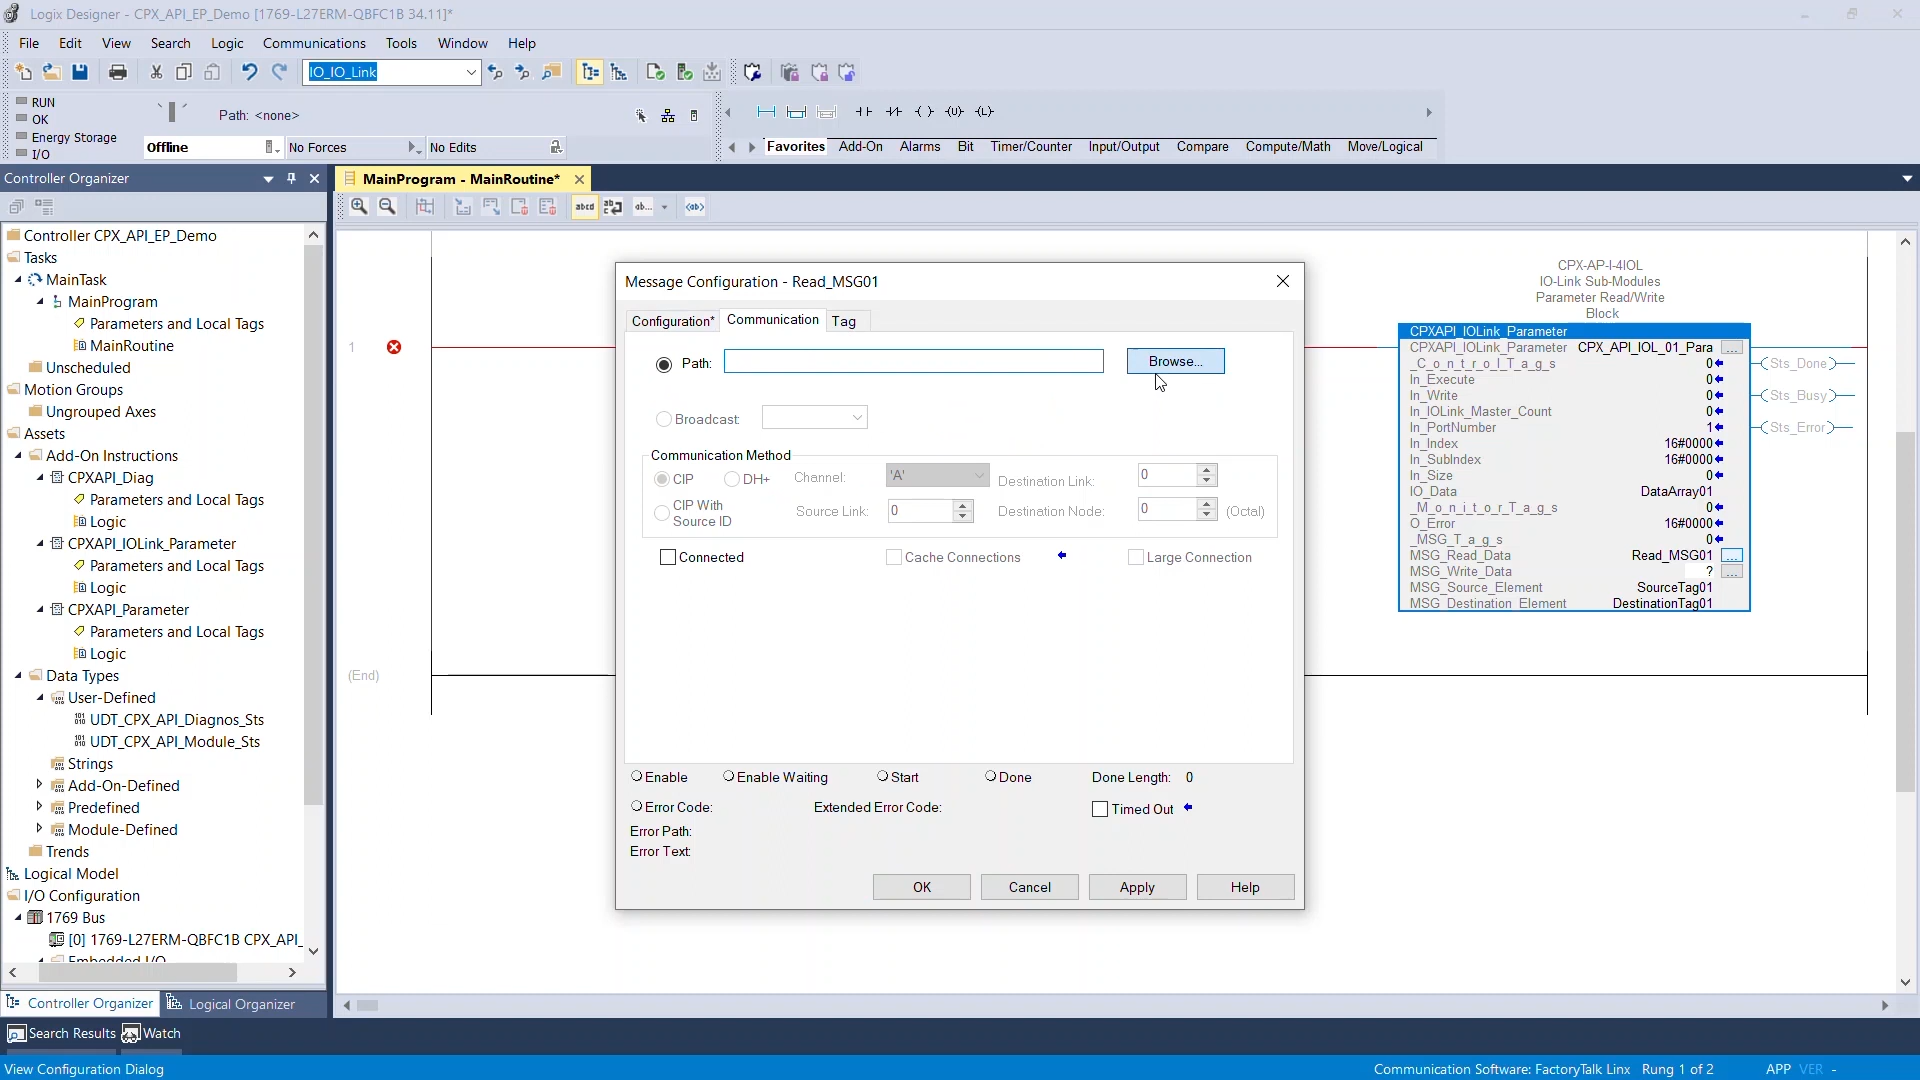 Logix Designer - CPX_API_EP_Demo [1769-L27ERM-QBFC1B 34.11]*
File Edit View Search Logic Communications Tools Window Help
IO_IO_Link
RUN
OK
Energy Storage
I/O
Path: <none>
Offline No Forces No Edits
Favorites Add-On Alarms Bit Timer/Counter Input/Output Compare Compute/Math Move/Logical
Controller Organizer
MainProgram - MainRoutine*
Controller CPX_API_EP_Demo
Tasks
MainTask
MainProgram
Parameters and Local Tags
MainRoutine
Unscheduled
Motion Groups
Ungrouped Axes
Assets
Add-On Instructions
CPXAPI_Diag
Parameters and Local Tags
Logic
CPXAPI_IOLink_Parameter
Parameters and Local Tags
Logic
CPXAPI_Parameter
Parameters and Local Tags
Logic
Data Types
User-Defined
UDT_CPX_API_Diagnos_Sts
UDT_CPX_API_Module_Sts
Strings
Add-On-Defined
Predefined
Module-Defined
Trends
Logical Model
I/O Configuration
1769 Bus
[0] 1769-L27ERM-QBFC1B CPX_API_
Embedded I/O
Controller Organizer Logical Organizer
1
(End)
Message Configuration - Read_MSG01
Configuration* Communication Tag
Path: Browse...
Broadcast:
Communication Method
CIP DH+ Channel: 'A' Destination Link: 0
CIP With Source ID Source Link: 0 Destination Node: 0 (Octal)
Connected Cache Connections Large Connection
Enable Enable Waiting Start Done Done Length: 0
Error Code: Extended Error Code: Timed Out
Error Path:
Error Text:
OK Cancel Apply Help
CPX-AP-I-4IOL
IO-Link Sub-Modules
Parameter Read/Write
Block
CPXAPI_IOLink_Parameter
CPXAPI_IOLink_Parameter CPX_API_IOL_01_Para ...
_C_o_n_t_r_o_l_T_a_g_s 0
In_Execute 0
In_Write 0
In_IOLink_Master_Count 0
In_PortNumber 1
In_Index 16#0000
In_SubIndex 16#0000
In_Size 0
IO_Data DataArray01
_M_o_n_i_t_o_r_T_a_g_s 0
O_Error 16#0000
_MSG_T_a_g_s 0
MSG_Read_Data Read_MSG01 ...
MSG_Write_Data ? ...
MSG_Source_Element SourceTag01
MSG_Destination_Element DestinationTag01
Sts_Done
Sts_Busy
Sts_Error
Search Results Watch
View Configuration Dialog
Communication Software: FactoryTalk Linx Rung 1 of 2 APP VER -